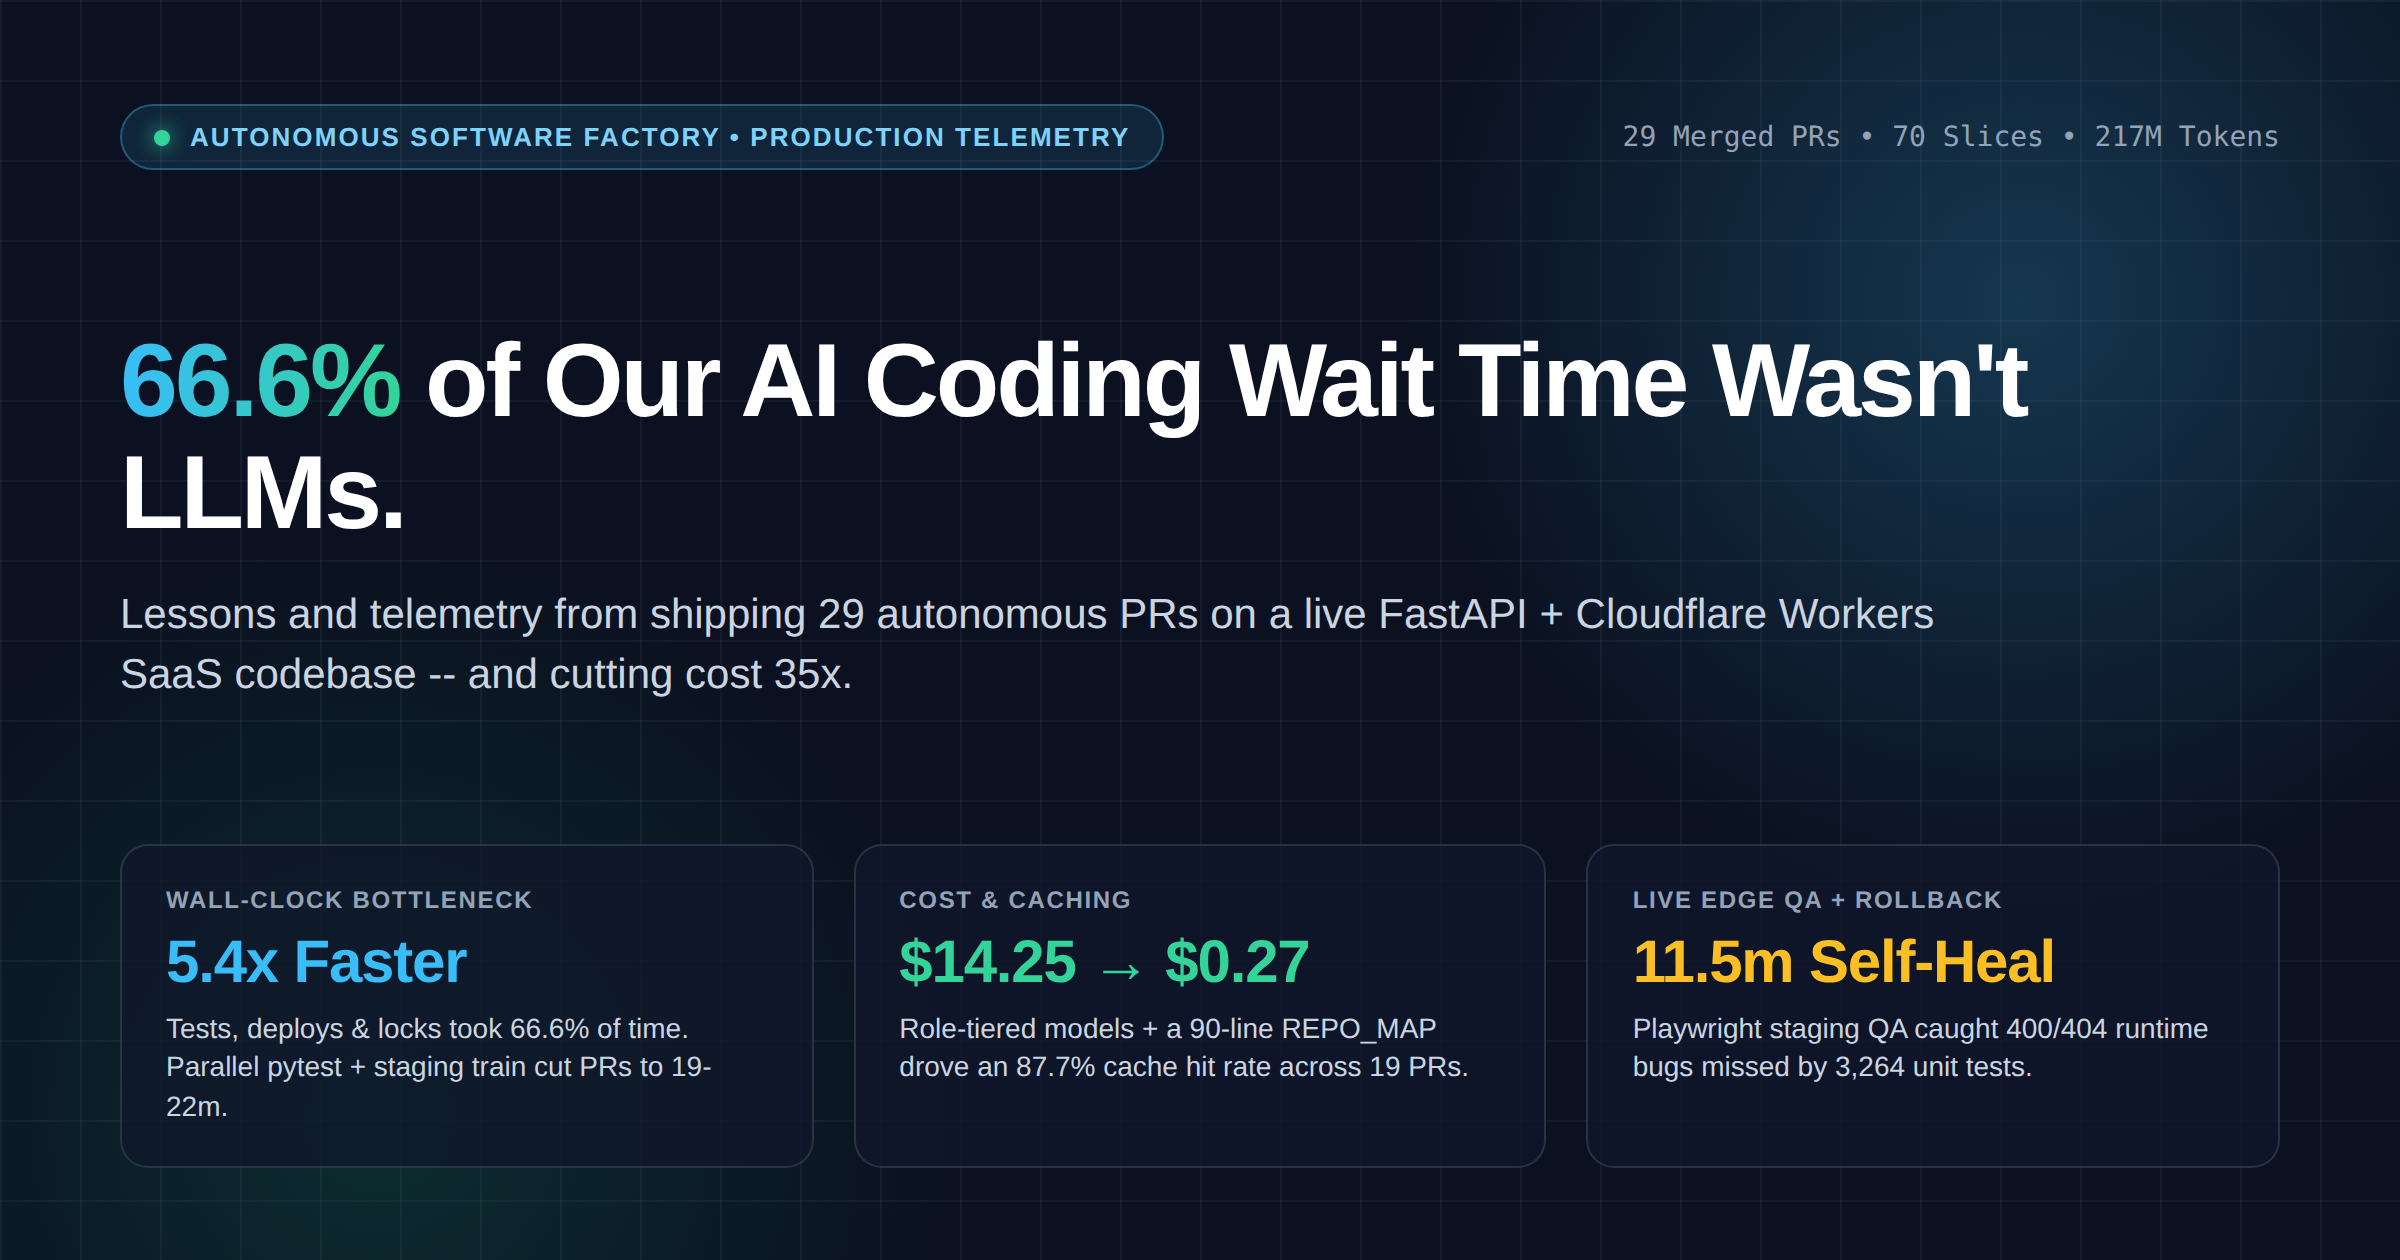 AUTONOMOUS SOFTWARE FACTORY • PRODUCTION TELEMETRY
29 Merged PRs • 70 Slices • 217M Tokens
66.6% of Our AI Coding Wait Time Wasn't
LLMs.
Lessons and telemetry from shipping 29 autonomous PRs on a live FastAPI + Cloudflare Workers
SaaS codebase -- and cutting cost 35x.
WALL-CLOCK BOTTLENECK
5.4x Faster
Tests, deploys & locks took 66.6% of time.
Parallel pytest + staging train cut PRs to 19-
22m.
COST & CACHING
$14.25 → $0.27
Role-tiered models + a 90-line REPO_MAP
drove an 87.7% cache hit rate across 19 PRs.
LIVE EDGE QA + ROLLBACK
11.5m Self-Heal
Playwright staging QA caught 400/404 runtime
bugs missed by 3,264 unit tests.